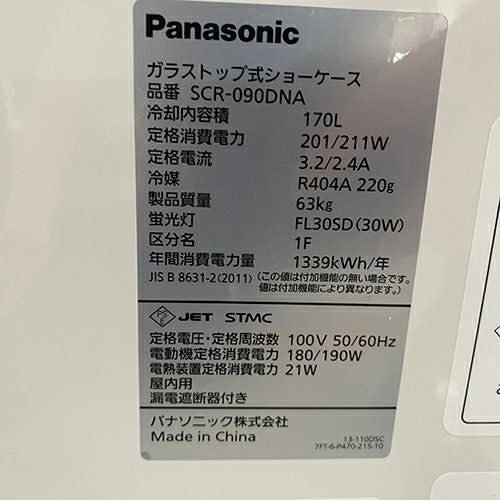 Panasonic
ガラストップ式ショーケース
品番 SCR-090DNA
冷却内容積 170L
定格消費電力 201/211W
定格電流 3.2/2.4A
冷媒 R404A 220g
製品質量 63kg
蛍光灯 FL30SD(30W)
区分名 1F
年間消費電力量 1339kWh/年
JIS B 8631-2(2011) (この値は付加機能の無い場合です。
値は付加機能により異なります。)
PS E JET STMC
定格電圧・定格周波数 100V 50/60Hz
電動機定格消費電力 180/190W
電熱装置定格消費電力 21W
屋内用
漏電遮断器付き
パナソニック株式会社
Made in China
13-110DSC
7FT-6-P470-215-10